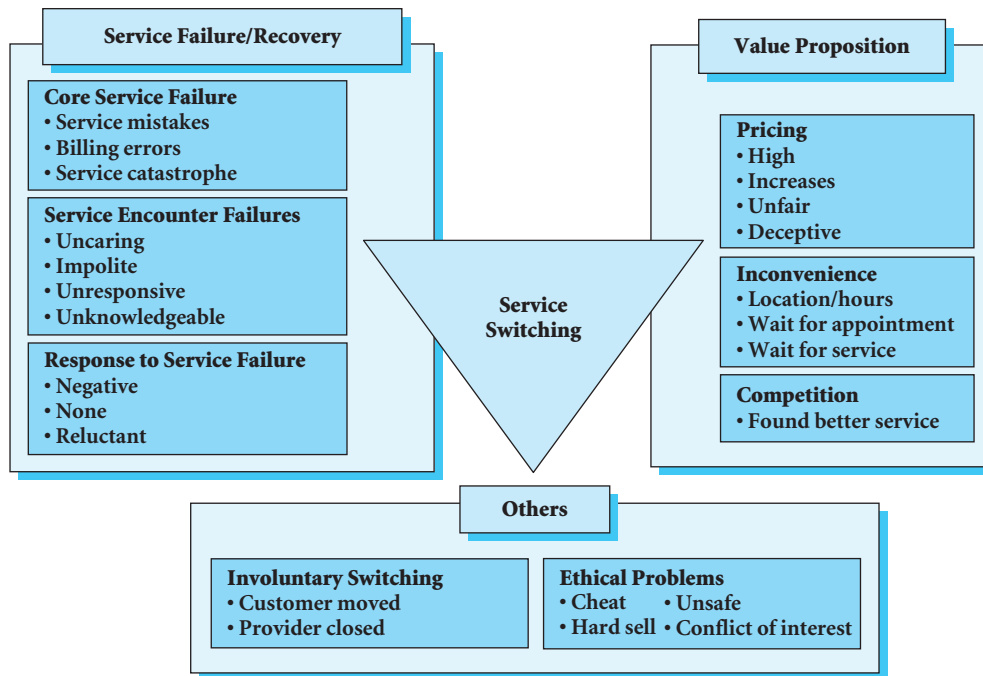 Service Failure/Recovery
Core Service Failure
• Service mistakes
• Billing errors
• Service catastrophe
Service Encounter Failures
• Uncaring
• Impolite
• Unresponsive
• Unknowledgeable
Response to Service Failure
• Negative
• None
• Reluctant
Service
Switching
Value Proposition
Pricing
• High
• Increases
• Unfair
• Deceptive
Inconvenience
• Location/hours
• Wait for appointment
• Wait for service
Competition
• Found better service
Others
Involuntary Switching
• Customer moved
• Provider closed
Ethical Problems
• Cheat • Unsafe
• Hard sell • Conflict of interest